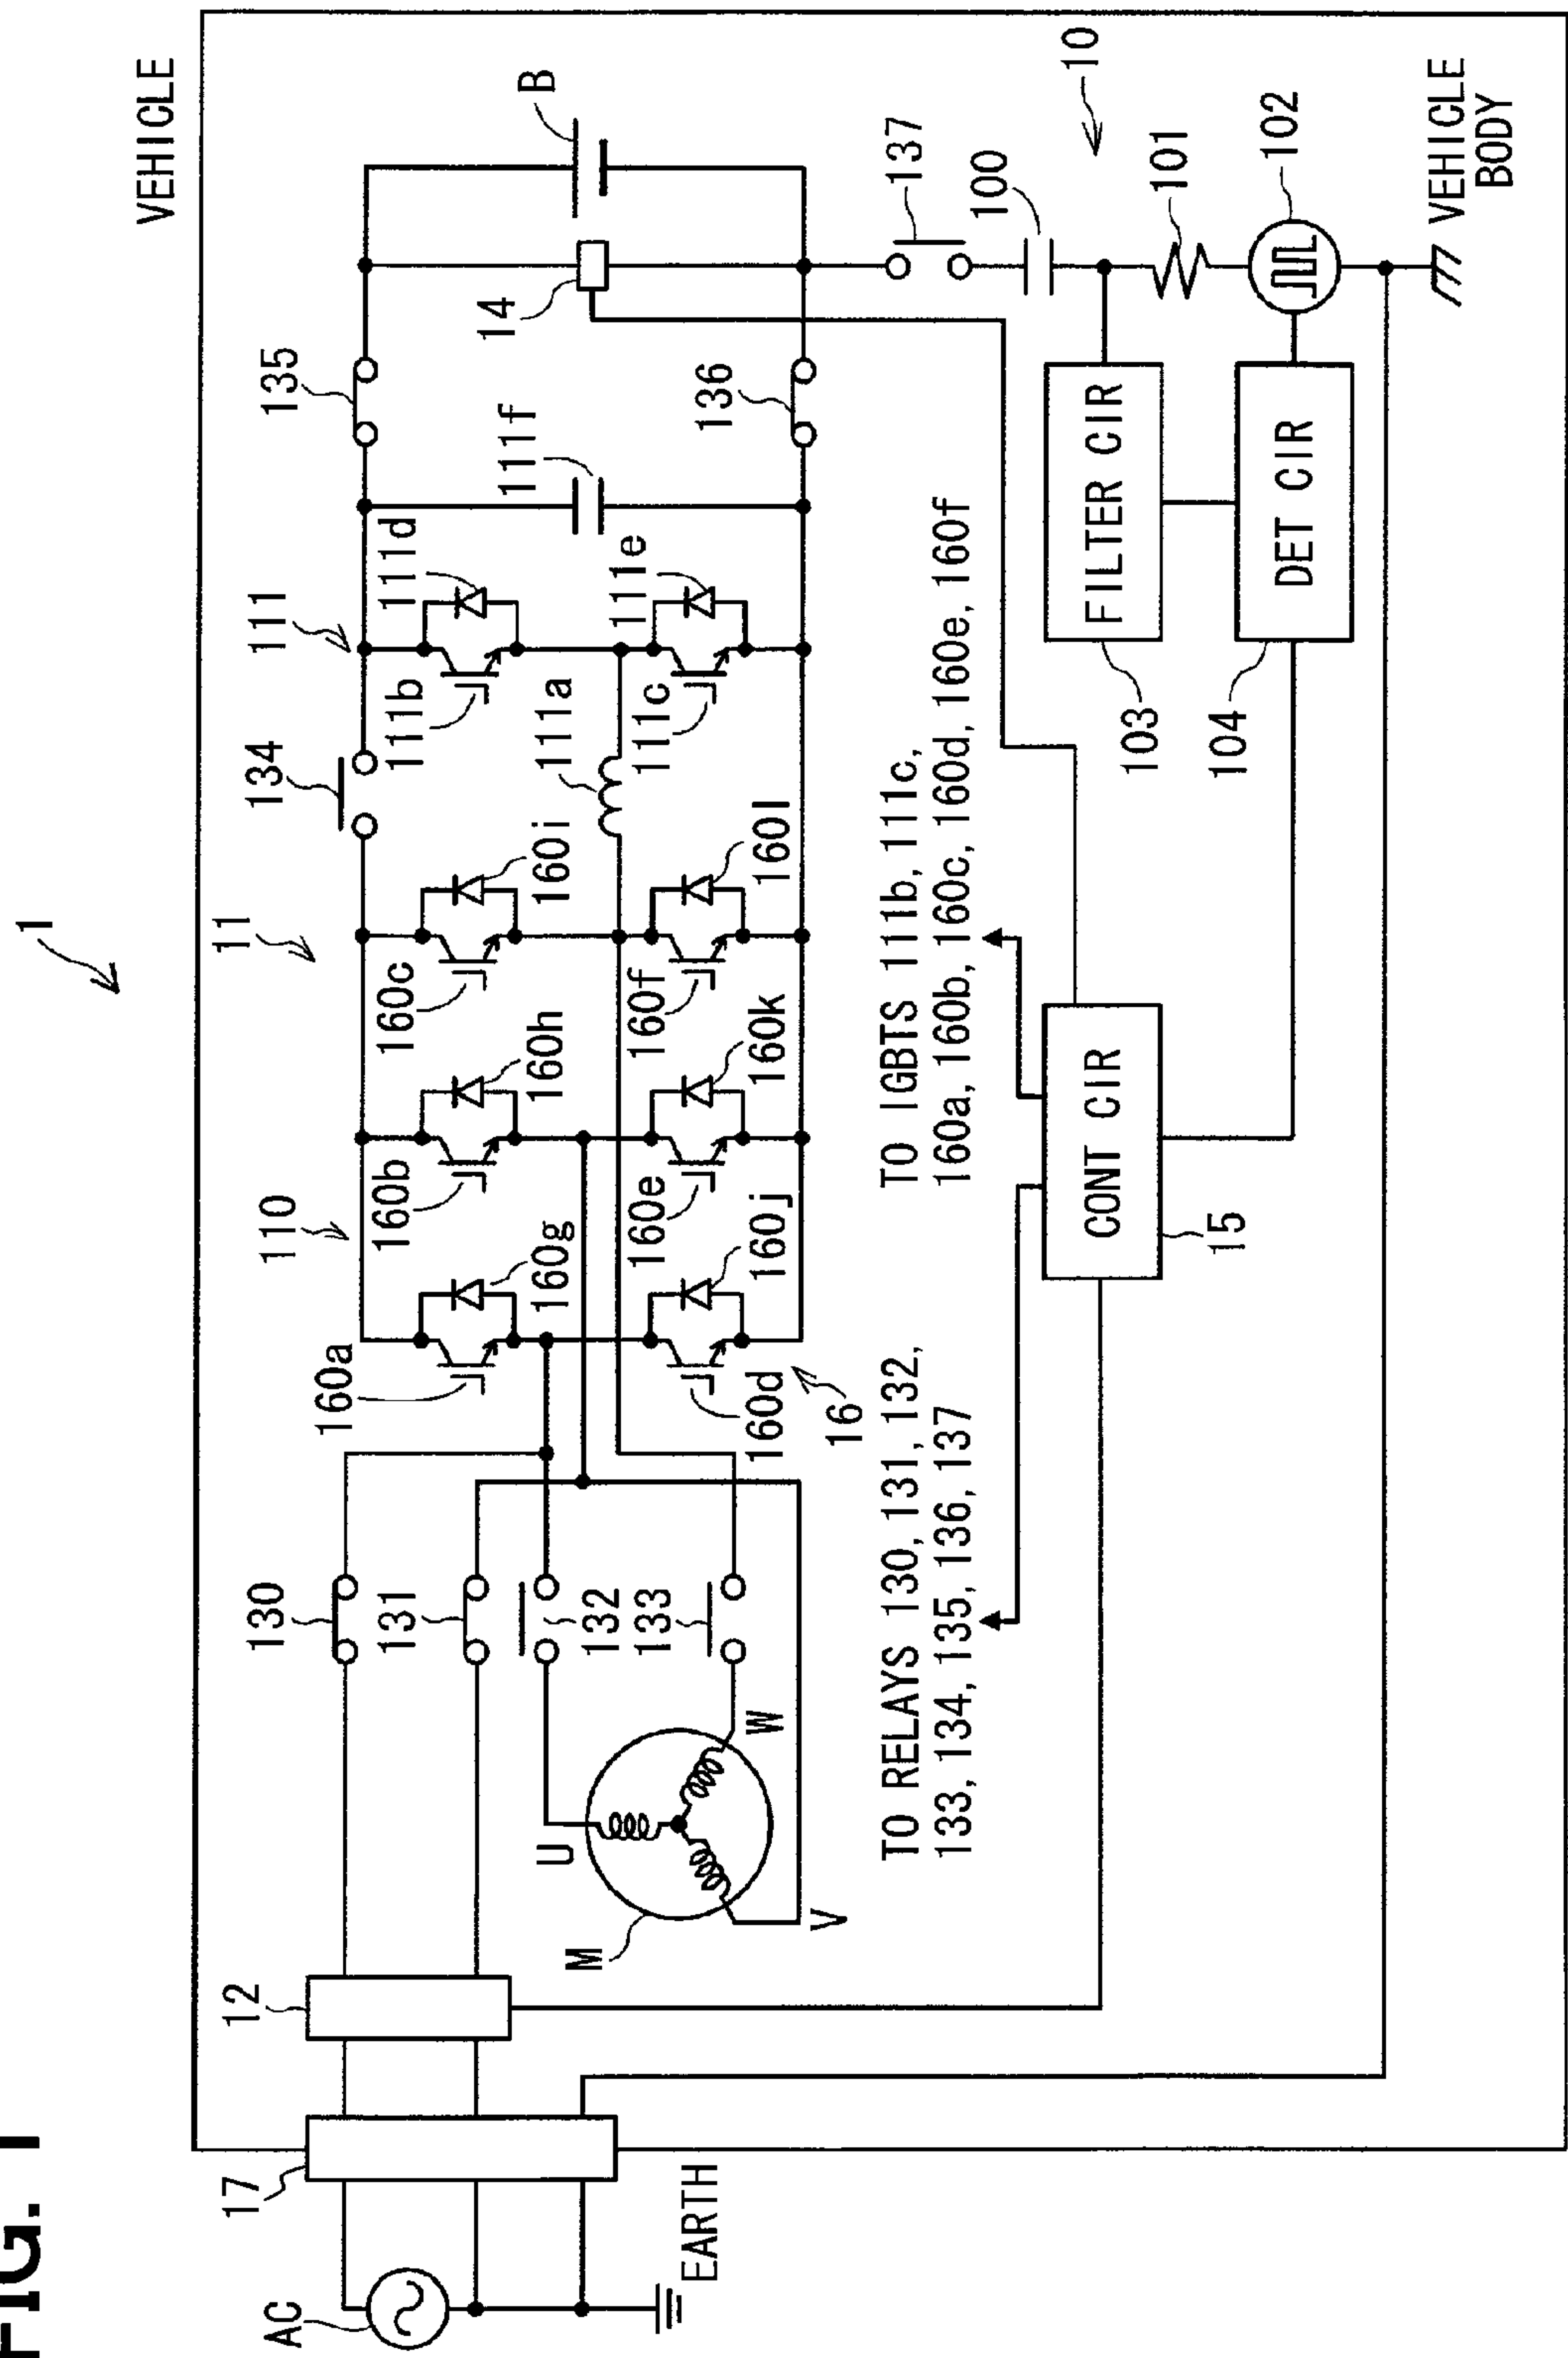 FIG. 1
1
VEHICLE
11
110
111
134
135
B
160a
160g
160b
160h
160c
160i
111b
111d
111a
111f
14
130
131
132
133
160d
160j
160e
160k
160f
160l
111c
111e
136
137
16
AC
17
12
M
U
V
W
EARTH
TO RELAYS 130, 131, 132,
133, 134, 135, 136, 137
TO IGBTS 111b, 111c,
160a, 160b, 160c, 160d, 160e, 160f
CONT CIR
15
FILTER CIR
103
DET CIR
104
100
10
101
102
VEHICLE
BODY